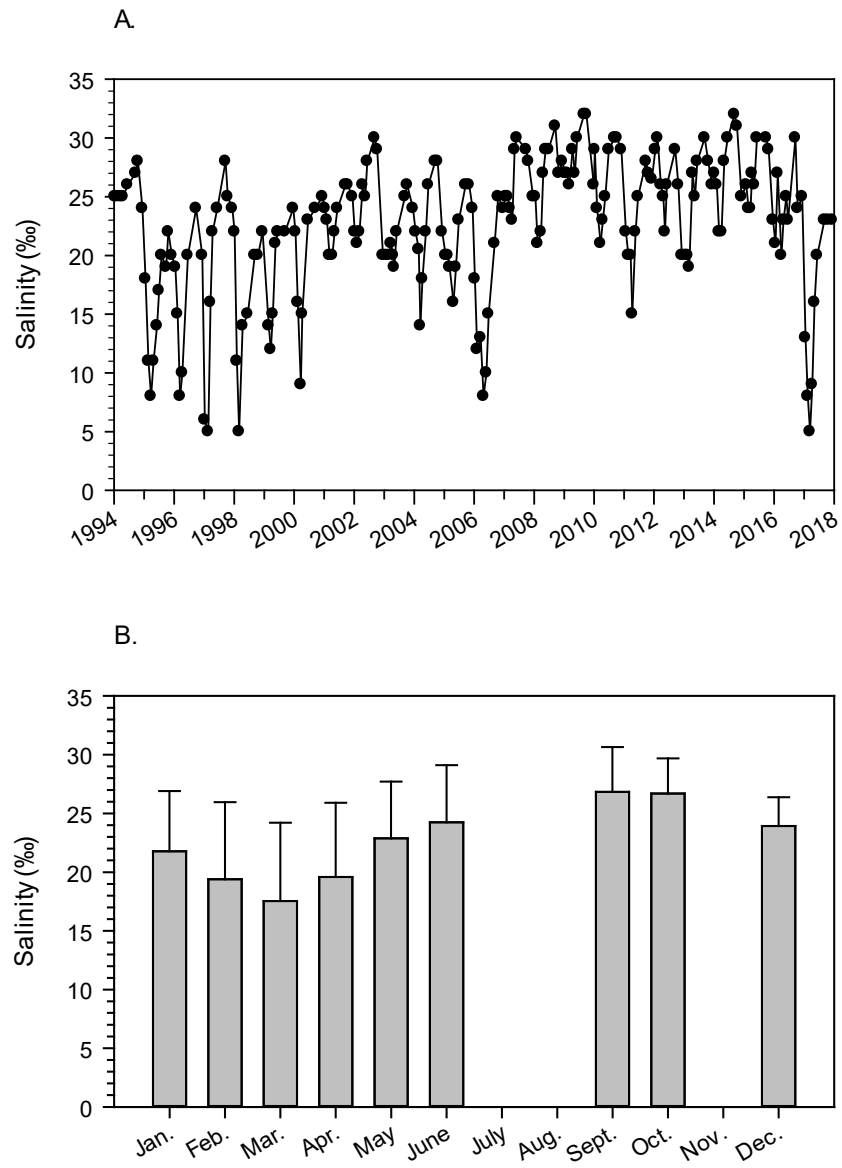 A.
35
30
25
20
15
10
5
0
Salinity (‰)
1994 1996 1998 2000 2002 2004 2006 2008 2010 2012 2014 2016 2018
B.
35
30
25
20
15
10
5
0
Salinity (‰)
Jan. Feb. Mar. Apr. May June July Aug. Sept. Oct. Nov. Dec.